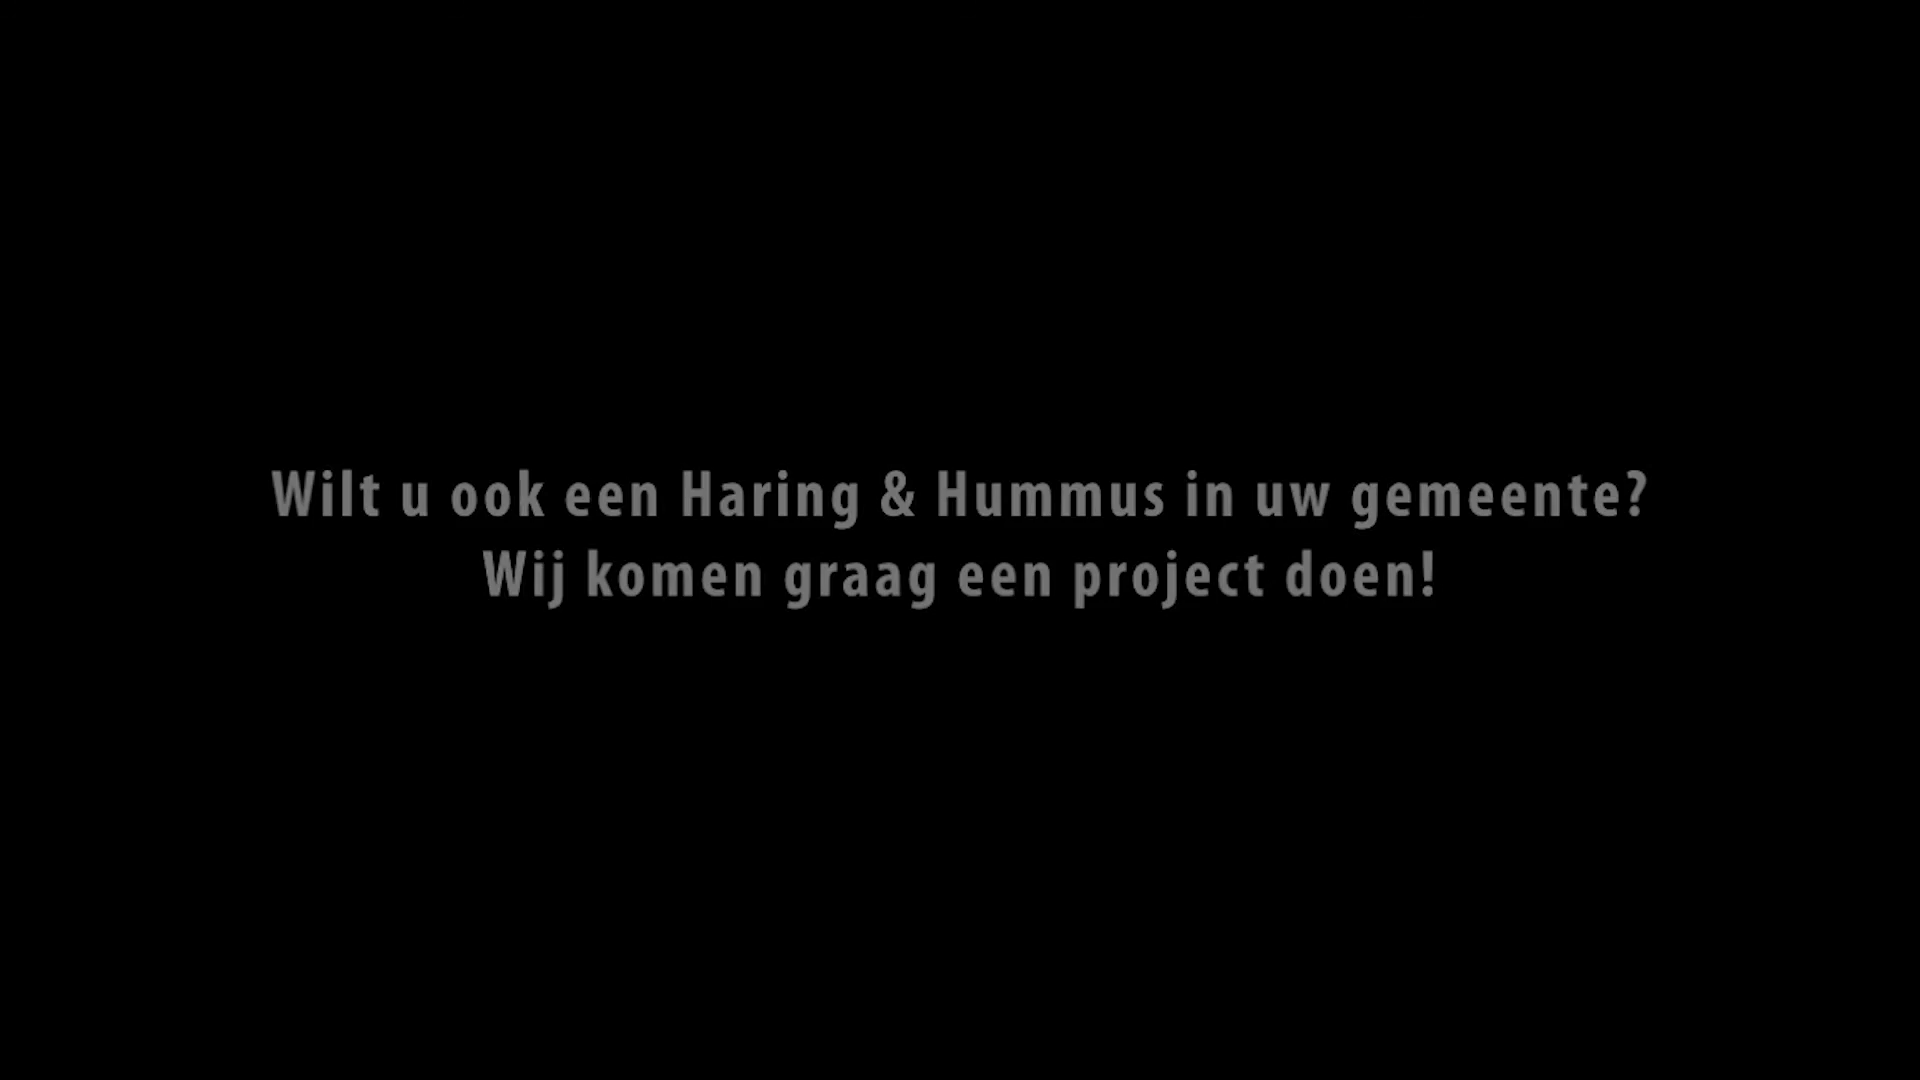 Wilt u ook een Haring & Hummus in uw gemeente?
Wij komen graag een project doen!